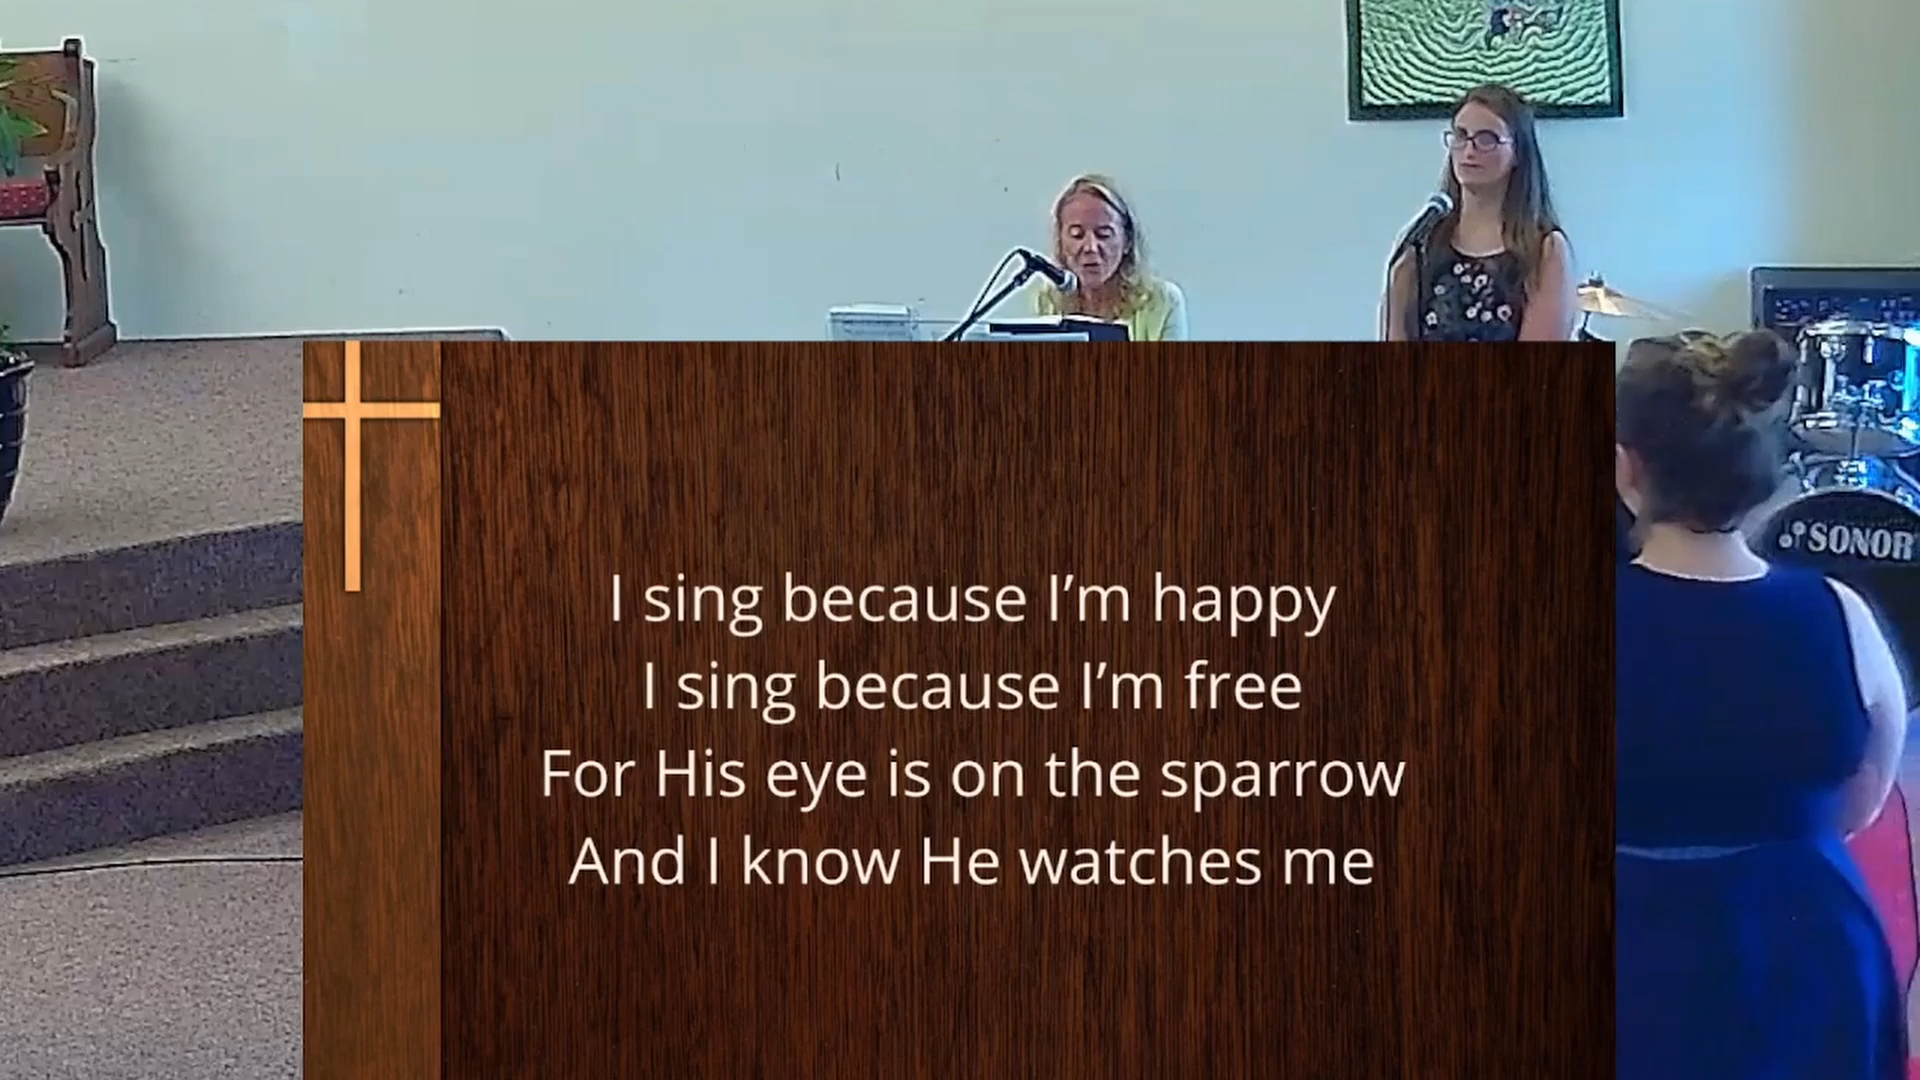 I sing because I’m happy
I sing because I’m free
For His eye is on the sparrow
And I know He watches me
SONOR